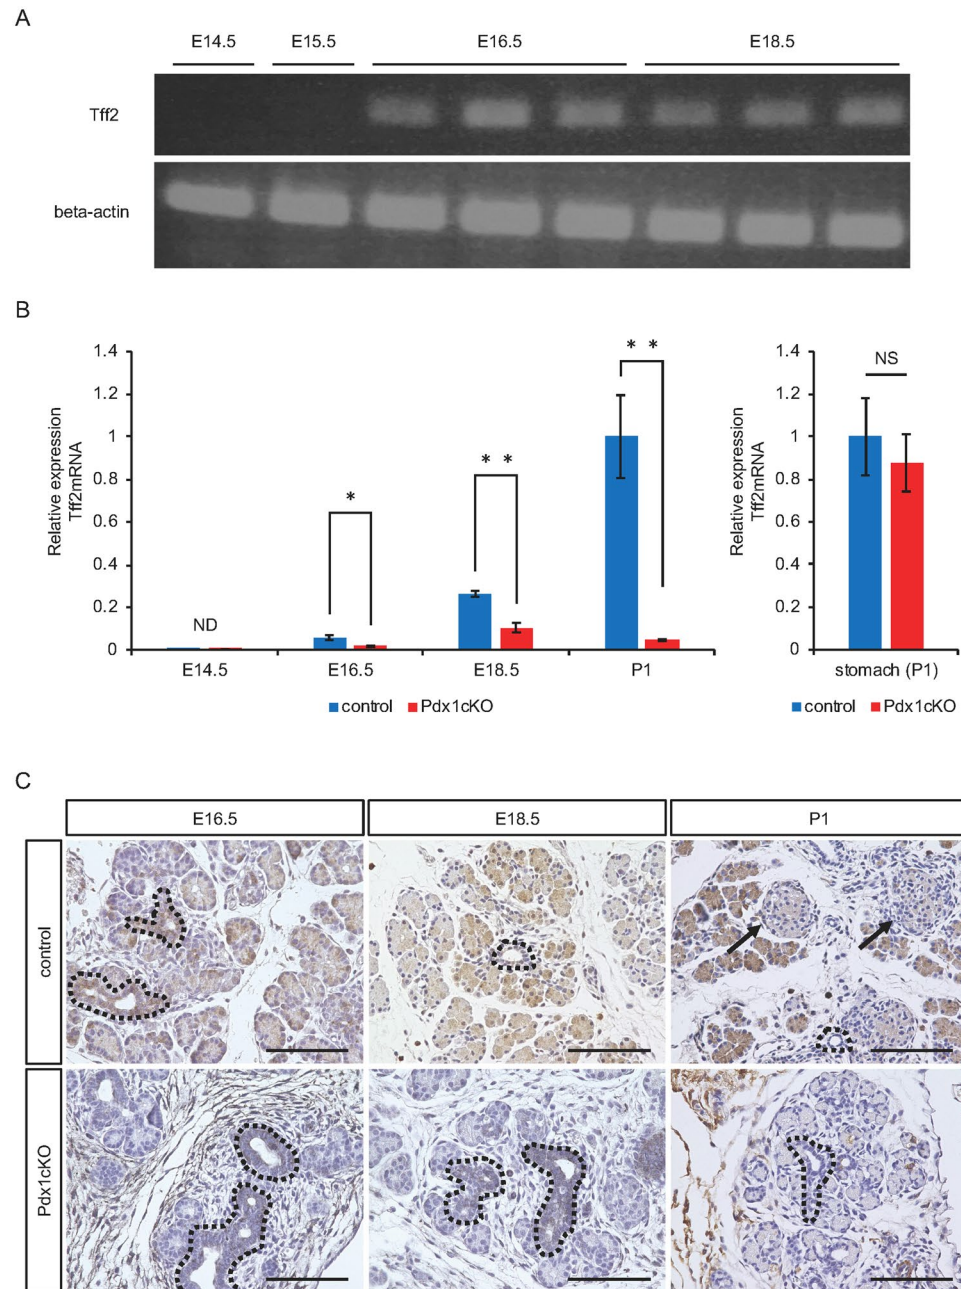 A
E14.5 E15.5 E16.5 E18.5
Tff2
beta-actin
B
Relative expression
Tff2mRNA
1.4
1.2
1
0.8
0.6
0.4
0.2
0
ND
*
* *
* *
E14.5 E16.5 E18.5 P1
control Pdx1cKO
Relative expression
Tff2mRNA
1.4
1.2
1
0.8
0.6
0.4
0.2
0
NS
stomach (P1)
control Pdx1cKO
C
E16.5 E18.5 P1
control
Pdx1cKO